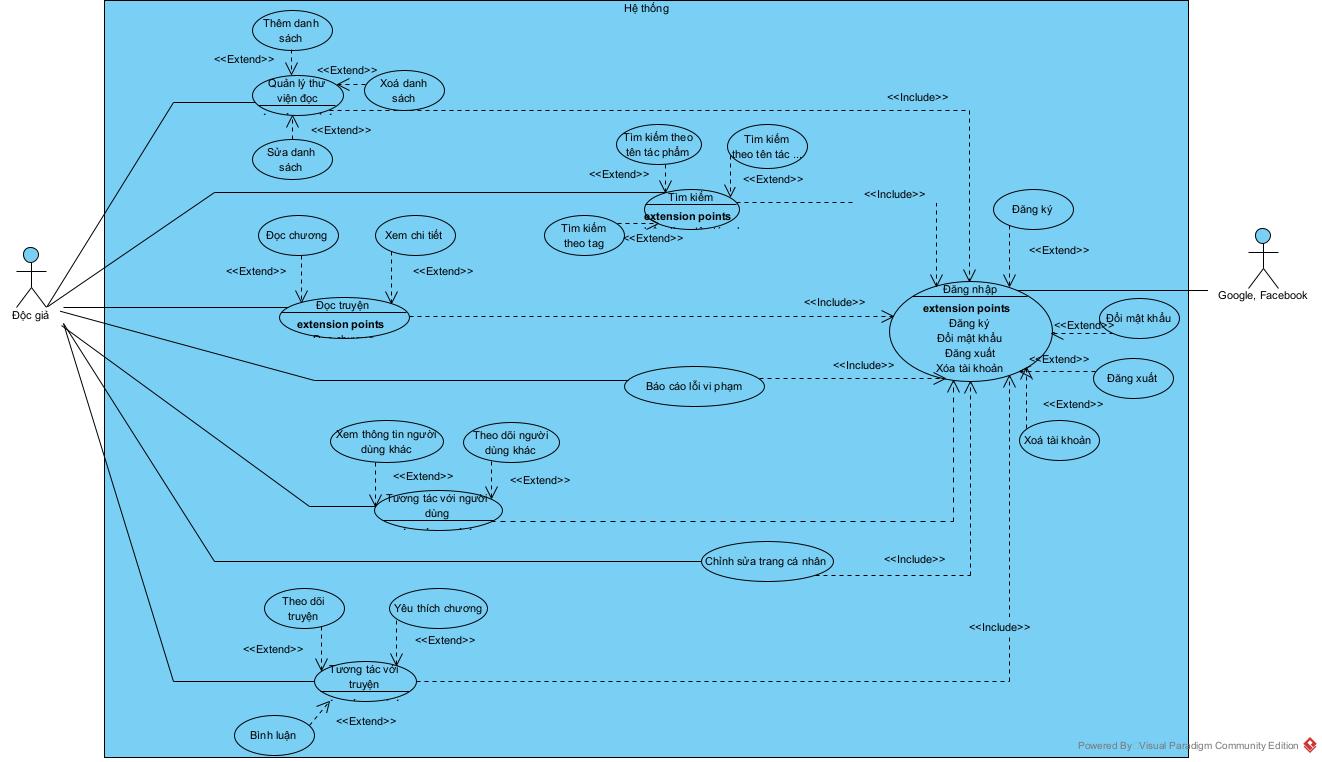 Hệ thống
Thêm danh
sách
<<Extend>>
<<Extend>>
Quản lý thư
viện đọc
Xoá danh
sách
<<Include>>
<<Extend>>
Sửa danh
sách
Tìm kiếm theo
tên tác phẩm
Tìm kiếm
theo tên tác ...
<<Extend>>
<<Extend>>
Tìm kiếm
extension points
<<Include>>
Tìm kiếm
theo tag
<<Extend>>
Đăng ký
<<Extend>>
Đọc chương
Xem chi tiết
<<Extend>>
<<Extend>>
Độc giả
Đọc truyện
extension points
<<Include>>
Đăng nhập
extension points
Đăng ký
Đổi mật khẩu
Đăng xuất
Xóa tài khoản
Google, Facebook
<<Extend>>
Đổi mật khẩu
<<Extend>>
Đăng xuất
<<Extend>>
Xoá tài khoản
<<Include>>
Báo cáo lỗi vi phạm
Xem thông tin người
dùng khác
Theo dõi người
dùng khác
<<Extend>>
<<Extend>>
Tương tác với người
dùng
Chỉnh sửa trang cá nhân
<<Include>>
Theo dõi
truyện
Yêu thích chương
<<Include>>
<<Extend>>
<<Extend>>
Tương tác với
truyện
<<Extend>>
Bình luận
Powered By Visual Paradigm Community Edition